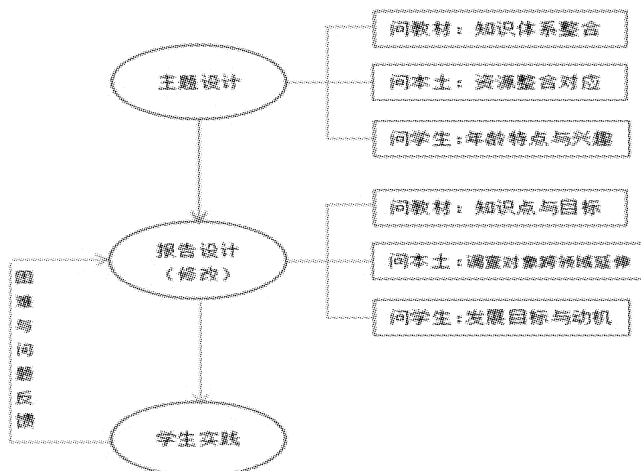 问教材：知识体系整合
主题设计
问本土：资源整合对应
问学生：年龄特点与兴趣
问教材：知识点与目标
报告设计
（修改）
问本土：调查对象跨领域延伸
问学生：发展目标与动机
困难与问题反馈
学生实践